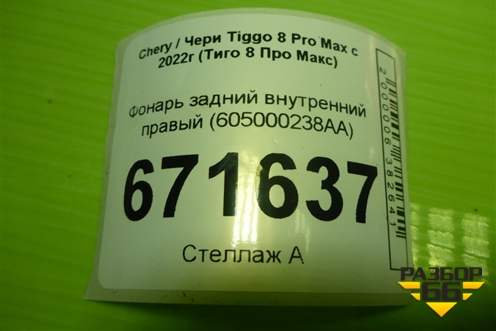 Chery / Чери Tiggo 8 Pro Max с
2022г (Тиго 8 Про Макс)
Фонарь задний внутренний
правый (605000238AA)
671637
Стеллаж А
2000006382641
РАЗБОР
66